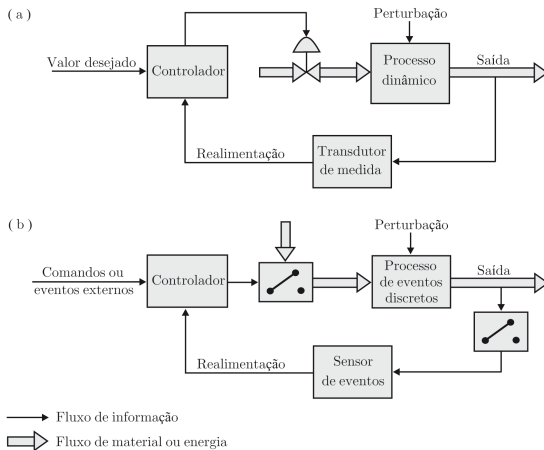 ( a )
Perturbação
Valor desejado
Controlador
Processo
dinâmico
Saída
Realimentação
Transdutor
de medida
( b )
Perturbação
Comandos ou
eventos externos
Controlador
Processo
de eventos
discretos
Saída
Realimentação
Sensor
de eventos
Fluxo de informação
Fluxo de material ou energia